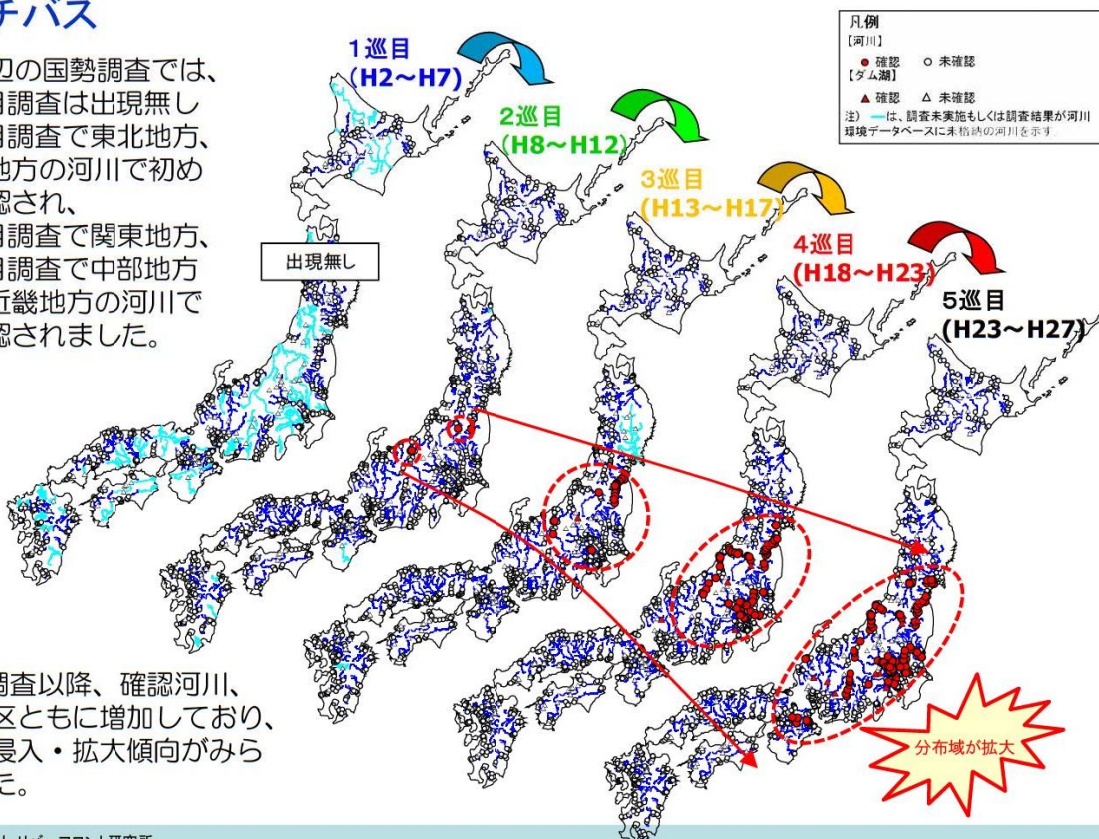 チバス
辺の国勢調査では、
目調査は出現無し
目調査で東北地方、
地方の河川で初め
認され、
目調査で関東地方、
目調査で中部地方
近畿地方の河川で
認されました。
調査以降、確認河川、
区ともに増加しており、
侵入・拡大傾向がみら
た。
1巡目
(H2～H7)
2巡目
(H8～H12)
3巡目
(H13～H17)
4巡目
(H18～H23)
5巡目
(H23～H27)
出現無し
凡例
【河川】
確認 未確認
【ダム湖】
確認 未確認
注) は、調査未実施もしくは調査結果が河川
環境データベースに未格納の河川を示す
分布域が拡大